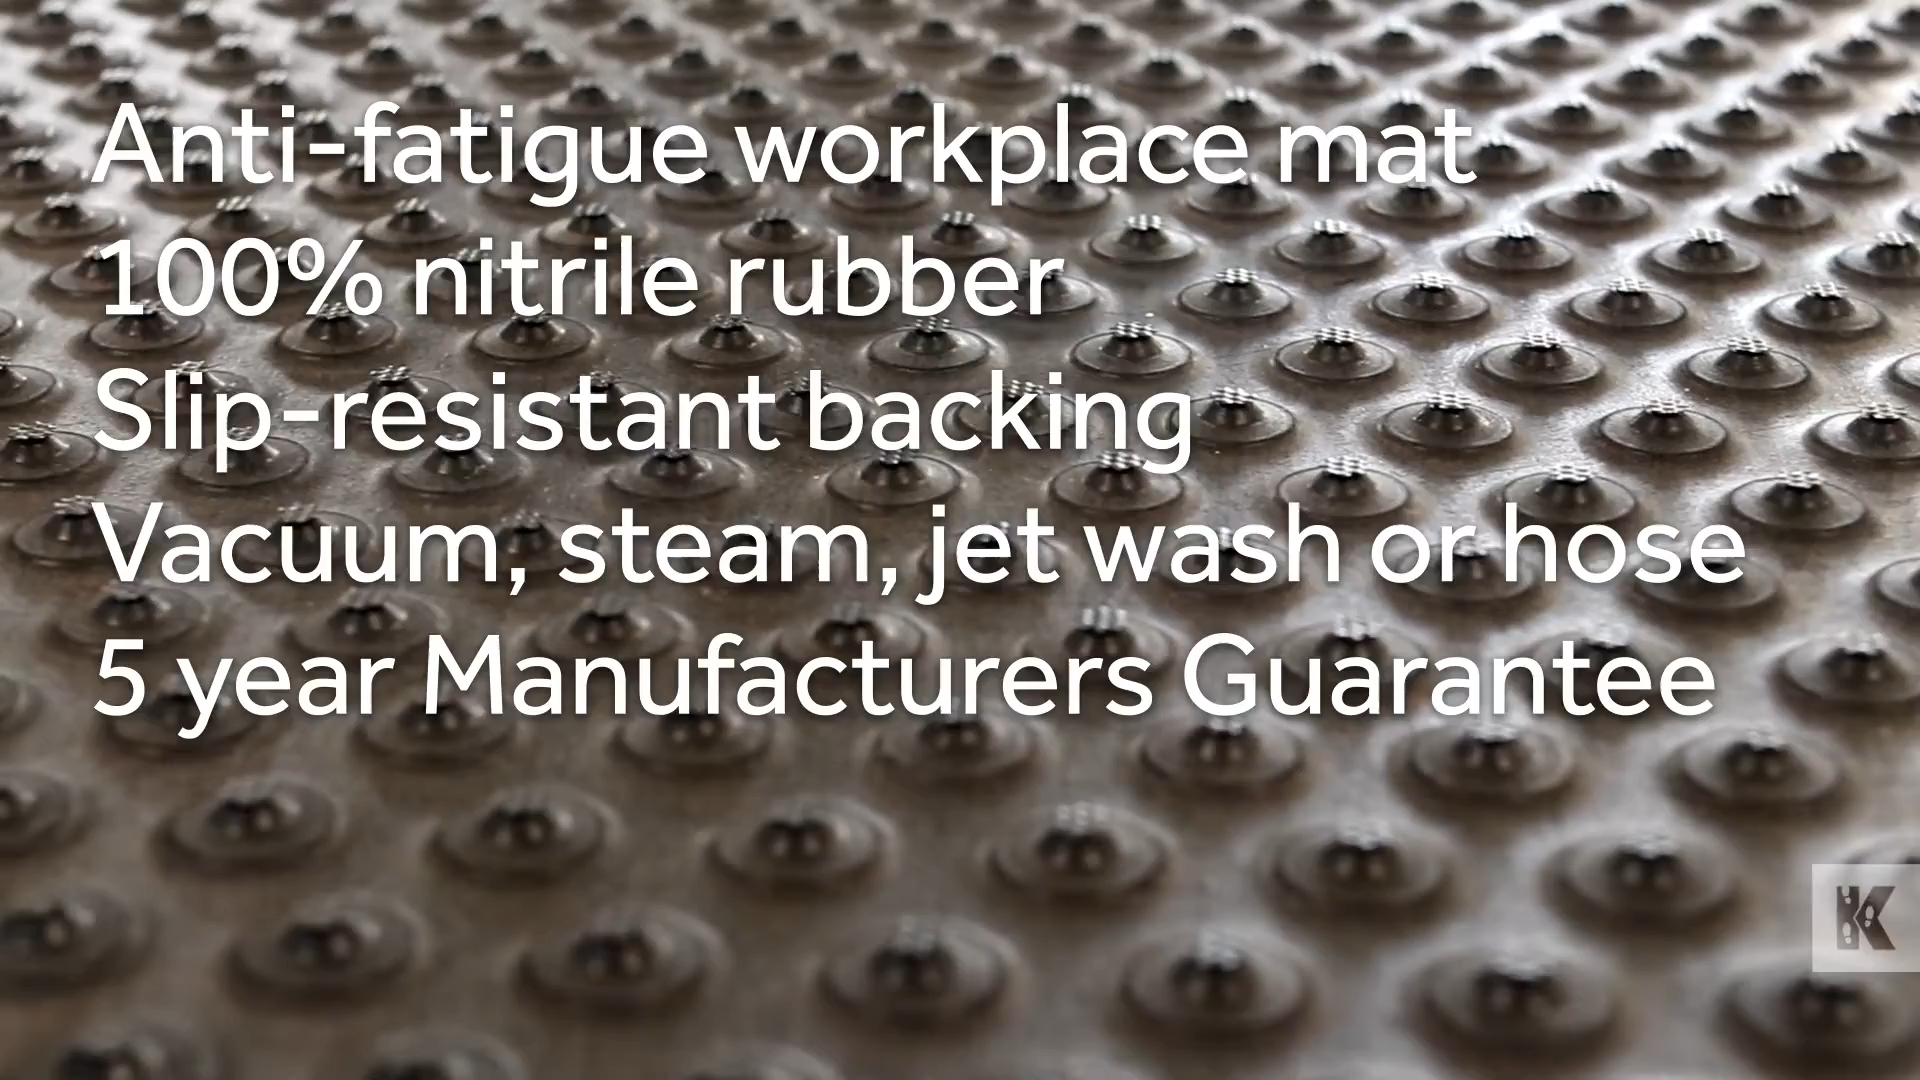 Anti-fatigue workplace mat
100% nitrile rubber
Slip-resistant backing
Vacuum, steam, jet wash or hose
5 year Manufacturers Guarantee
K